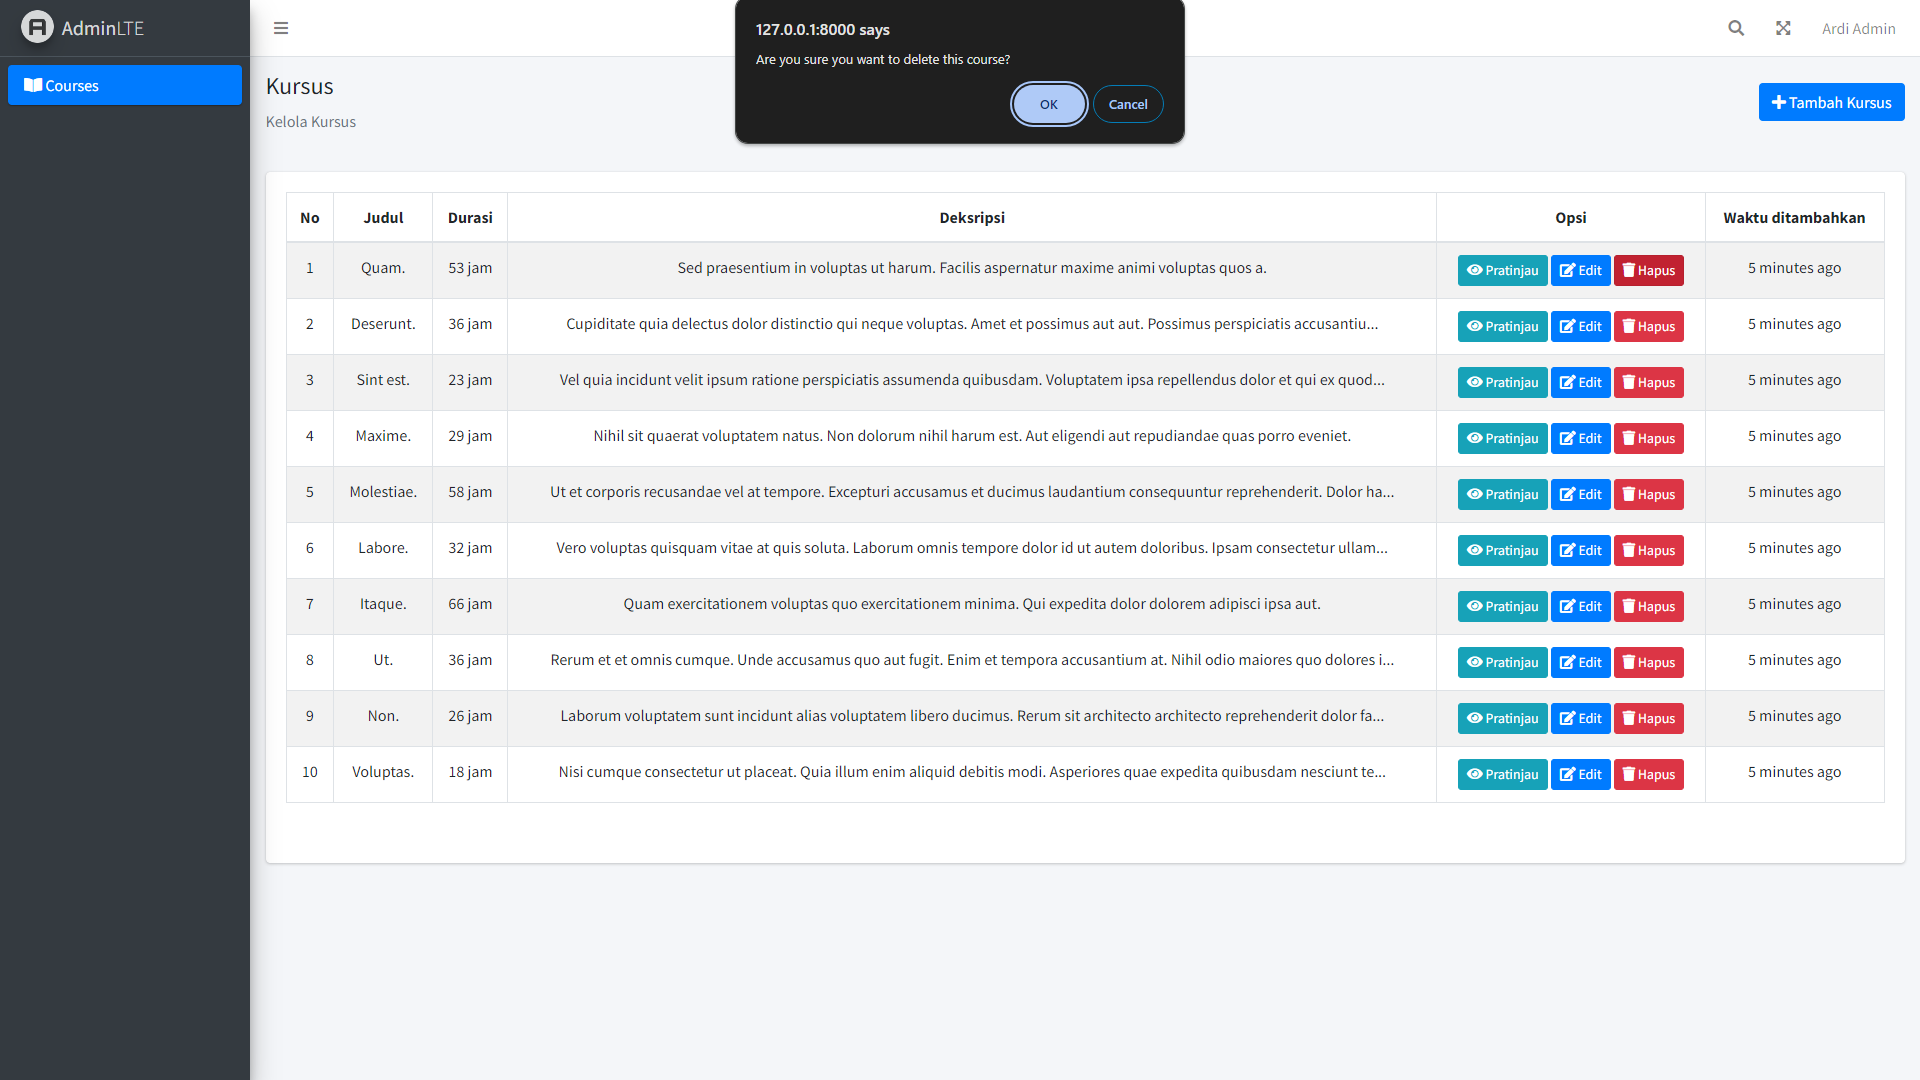 AdminLTE
Ardi Admin
127.0.0.1:8000 says
Are you sure you want to delete this course?
OK Cancel
Courses
Kursus
Kelola Kursus
Tambah Kursus
No Judul Durasi Deksripsi Opsi Waktu ditambahkan
1 Quam. 53 jam Sed praesentium in voluptas ut harum. Facilis aspernatur maxime animi voluptas quos a. Pratinjau Edit Hapus 5 minutes ago
2 Deserunt. 36 jam Cupiditate quia delectus dolor distinctio qui neque voluptas. Amet et possimus aut aut. Possimus perspiciatis accusantiu... Pratinjau Edit Hapus 5 minutes ago
3 Sint est. 23 jam Vel quia incidunt velit ipsum ratione perspiciatis assumenda quibusdam. Voluptatem ipsa repellendus dolor et qui ex quod... Pratinjau Edit Hapus 5 minutes ago
4 Maxime. 29 jam Nihil sit quaerat voluptatem natus. Non dolorum nihil harum est. Aut eligendi aut repudiandae quas porro eveniet. Pratinjau Edit Hapus 5 minutes ago
5 Molestiae. 58 jam Ut et corporis recusandae vel at tempore. Excepturi accusamus et ducimus laudantium consequuntur reprehenderit. Dolor ha... Pratinjau Edit Hapus 5 minutes ago
6 Labore. 32 jam Vero voluptas quisquam vitae at quis soluta. Laborum omnis tempore dolor id ut autem doloribus. Ipsam consectetur ullam... Pratinjau Edit Hapus 5 minutes ago
7 Itaque. 66 jam Quam exercitationem voluptas quo exercitationem minima. Qui expedita dolor dolorem adipisci ipsa aut. Pratinjau Edit Hapus 5 minutes ago
8 Ut. 36 jam Rerum et et omnis cumque. Unde accusamus quo aut fugit. Enim et tempora accusantium at. Nihil odio maiores quo dolores i... Pratinjau Edit Hapus 5 minutes ago
9 Non. 26 jam Laborum voluptatem sunt incidunt alias voluptatem libero ducimus. Rerum sit architecto architecto reprehenderit dolor fa... Pratinjau Edit Hapus 5 minutes ago
10 Voluptas. 18 jam Nisi cumque consectetur ut placeat. Quia illum enim aliquid debitis modi. Asperiores quae expedita quibusdam nesciunt te... Pratinjau Edit Hapus 5 minutes ago